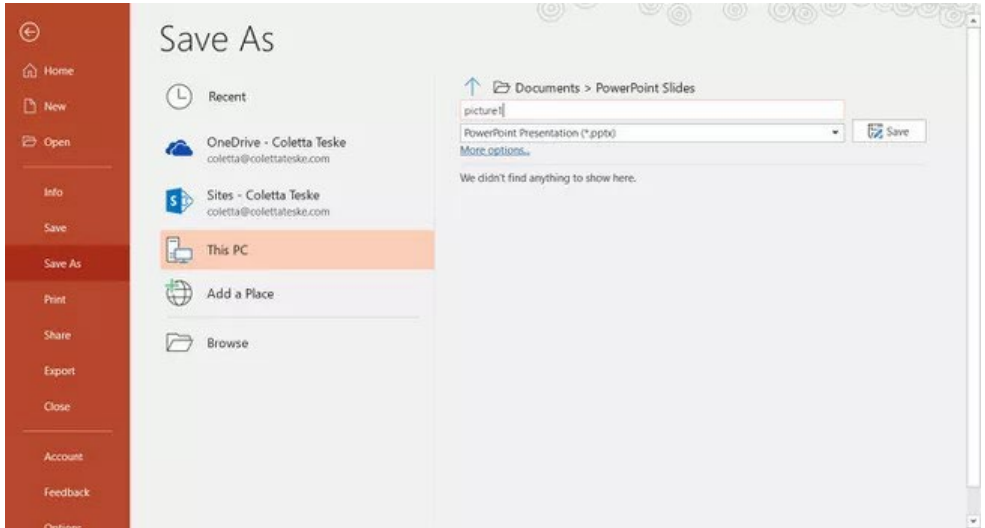 Save As
Home
New
Open
Info
Save
Save As
Print
Share
Export
Close
Account
Feedback
Options
Recent
OneDrive - Coletta Teske
coletta@colettateske.com
Sites - Coletta Teske
coletta@colettateske.com
This PC
Add a Place
Browse
Documents > PowerPoint Slides
picture1
PowerPoint Presentation (*.pptx)
Save
More options...
We didn't find anything to show here.